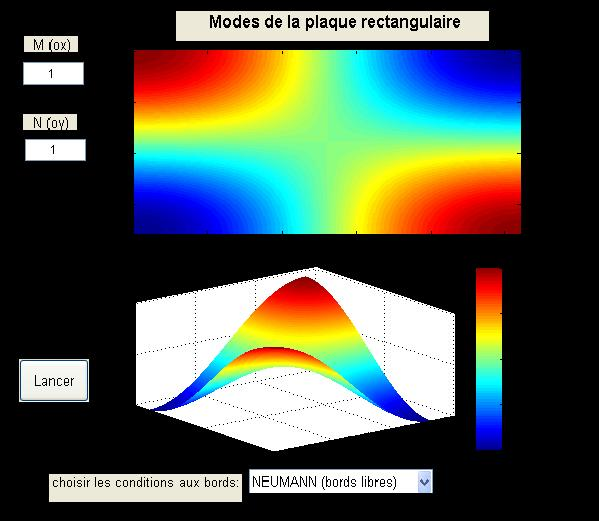 Modes de la plaque rectangulaire
M (ox)
1
N (oy)
1
Lancer
choisir les conditions aux bords:
NEUMANN (bords libres)